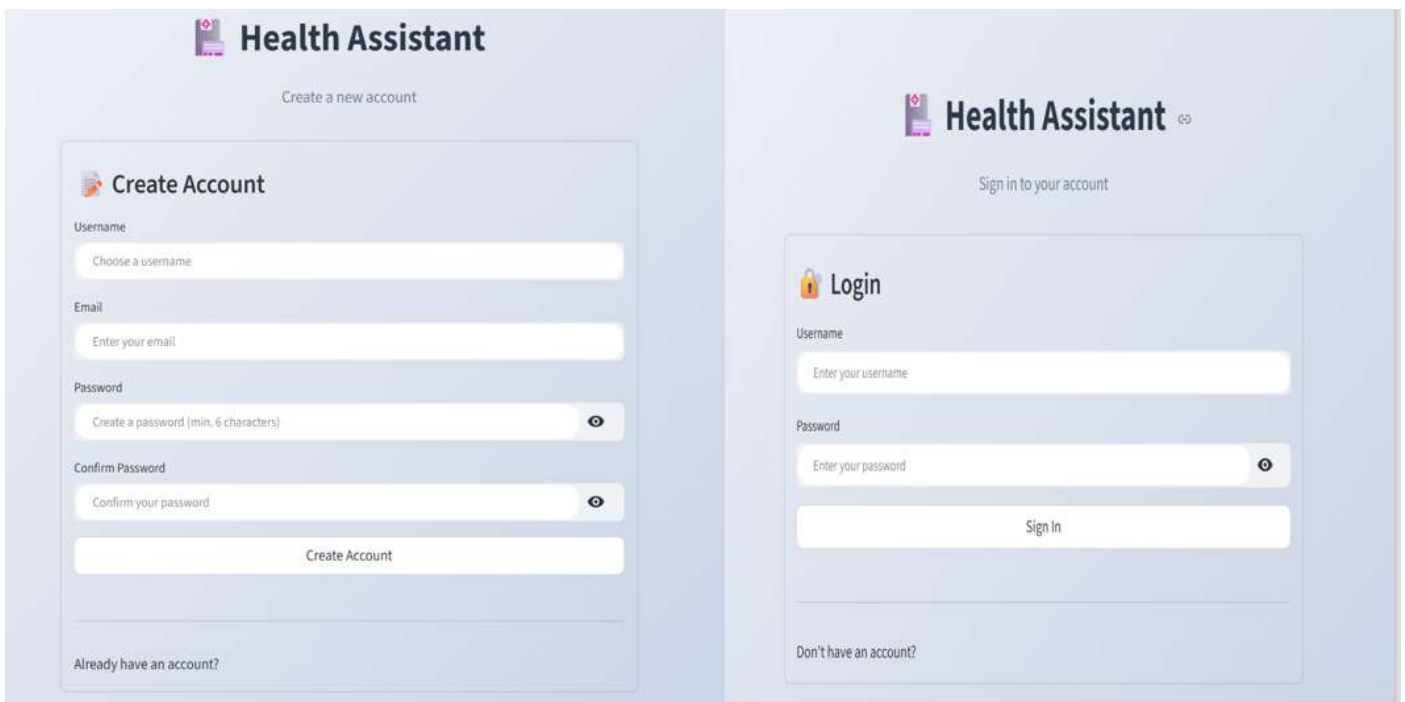 Health Assistant
Create a new account
Create Account
Username
Choose a username
Email
Enter your email
Password
Create a password (min. 6 characters)
Confirm Password
Confirm your password
Create Account
Already have an account?
Health Assistant
Sign in to your account
Login
Username
Enter your username
Password
Enter your password
Sign In
Don't have an account?